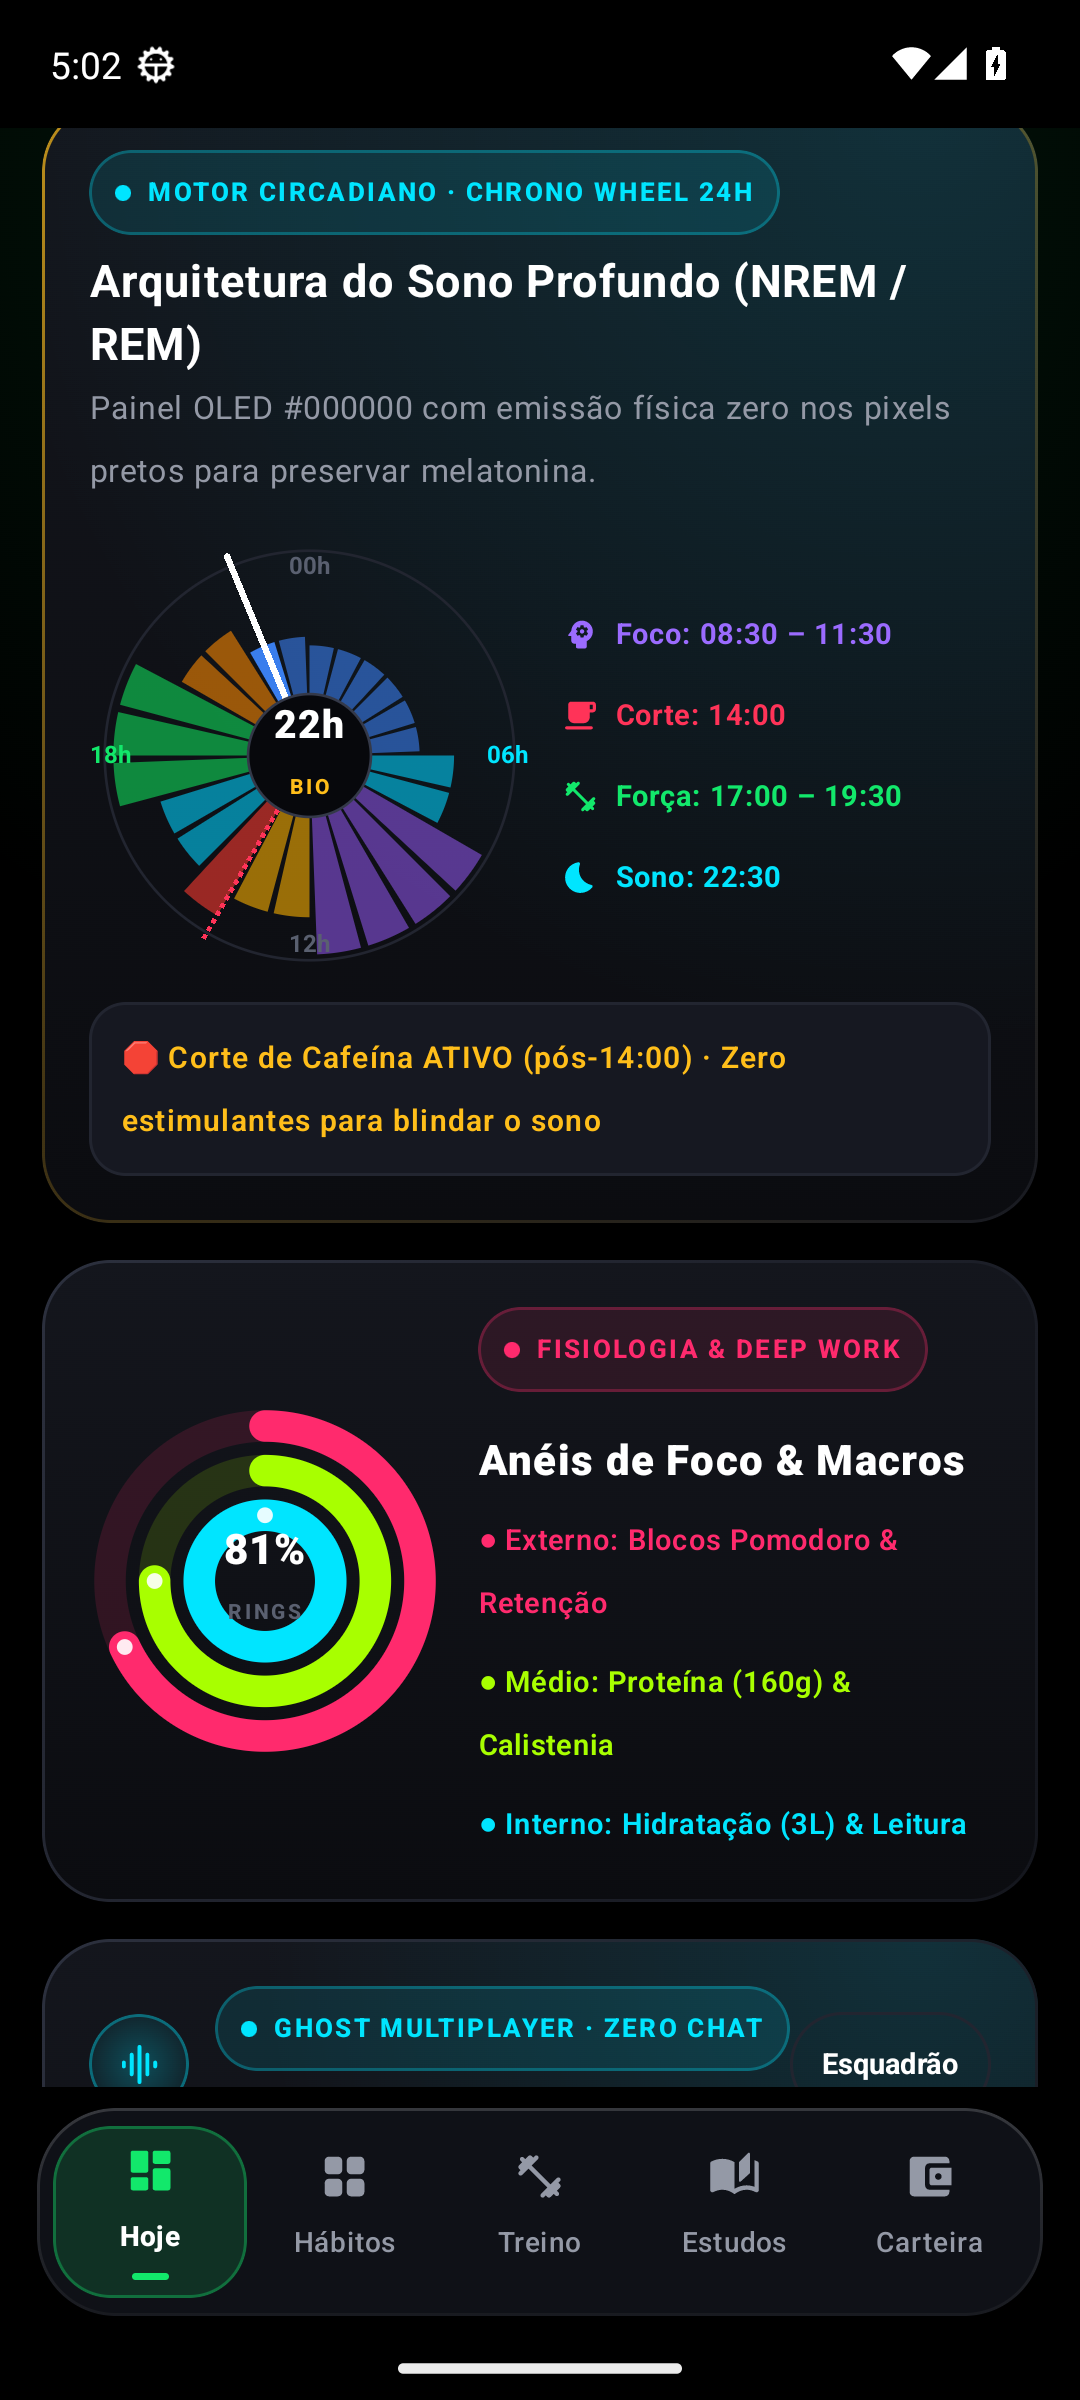 5:02
MOTOR CIRCADIANO · CHRONO WHEEL 24H
Arquitetura do Sono Profundo (NREM /
REM)
Painel OLED #000000 com emissão física zero nos pixels
pretos para preservar melatonina.
00h
06h
12h
18h
22h
BIO
Foco: 08:30 – 11:30
Corte: 14:00
Força: 17:00 – 19:30
Sono: 22:30
🛑 Corte de Cafeína ATIVO (pós-14:00) · Zero
estimulantes para blindar o sono
FISIOLOGIA & DEEP WORK
Anéis de Foco & Macros
81%
RINGS
● Externo: Blocos Pomodoro &
Retenção
● Médio: Proteína (160g) &
Calistenia
● Interno: Hidratação (3L) & Leitura
GHOST MULTIPLAYER · ZERO CHAT
Esquadrão
Hoje
Hábitos
Treino
Estudos
Carteira